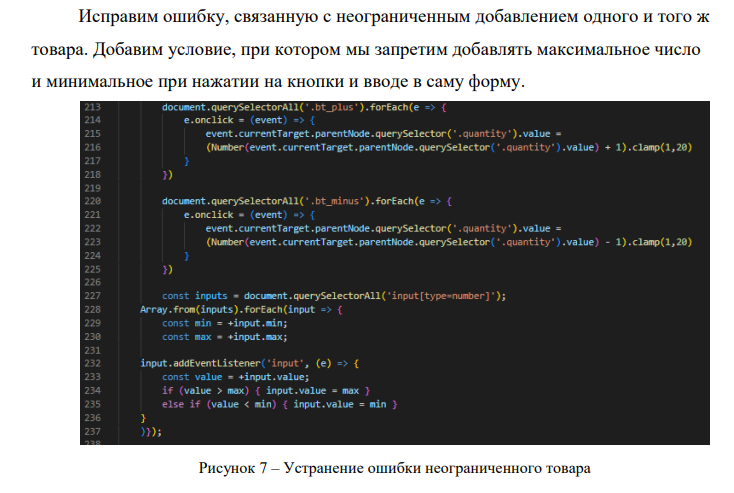 Исправим ошибку, связанную с неограниченным добавлением одного и того ж
товара. Добавим условие, при котором мы запретим добавлять максимальное число
и минимальное при нажатии на кнопки и вводе в саму форму.
213 document.querySelectorAll('.bt_plus').forEach(e => {
214 e.onclick = (event) => {
215 event.currentTarget.parentNode.querySelector('.quantity').value =
216 (Number(event.currentTarget.parentNode.querySelector('.quantity').value) + 1).clamp(1,20)
217 }
218 })
219
220 document.querySelectorAll('.bt_minus').forEach(e => {
221 e.onclick = (event) => {
222 event.currentTarget.parentNode.querySelector('.quantity').value =
223 (Number(event.currentTarget.parentNode.querySelector('.quantity').value) - 1).clamp(1,20)
224 }
225 })
226
227 const inputs = document.querySelectorAll('input[type=number]');
228 Array.from(inputs).forEach(input => {
229 const min = +input.min;
230 const max = +input.max;
231
232 input.addEventListener('input', (e) => {
233 const value = +input.value;
234 if (value > max) { input.value = max }
235 else if (value < min) { input.value = min }
236 }
237 )});
238
Рисунок 7 – Устранение ошибки неограниченного товара